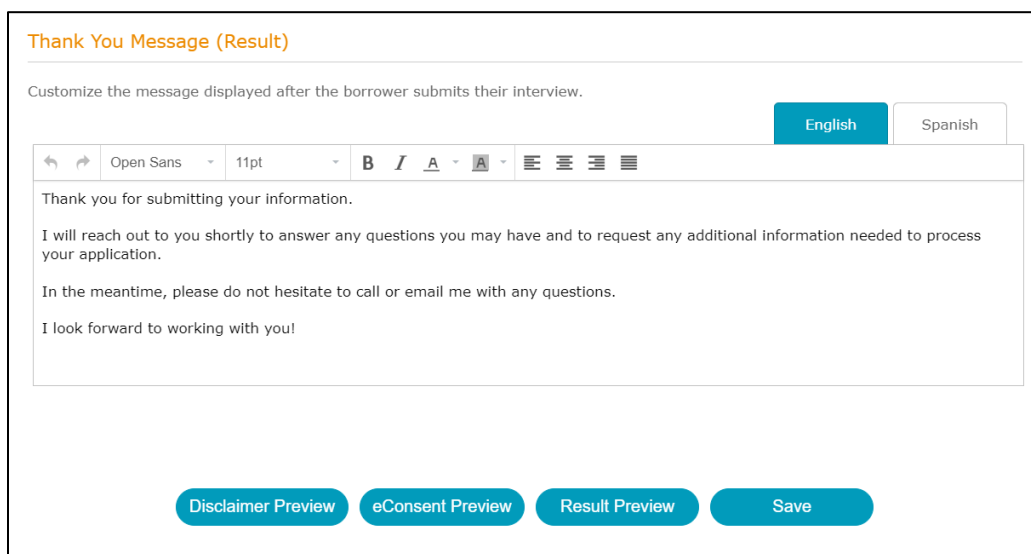 Thank You Message (Result)
Customize the message displayed after the borrower submits their interview.
English Spanish
Open Sans 11pt B I A A
Thank you for submitting your information.
I will reach out to you shortly to answer any questions you may have and to request any additional information needed to process
your application.
In the meantime, please do not hesitate to call or email me with any questions.
I look forward to working with you!
Disclaimer Preview eConsent Preview Result Preview Save